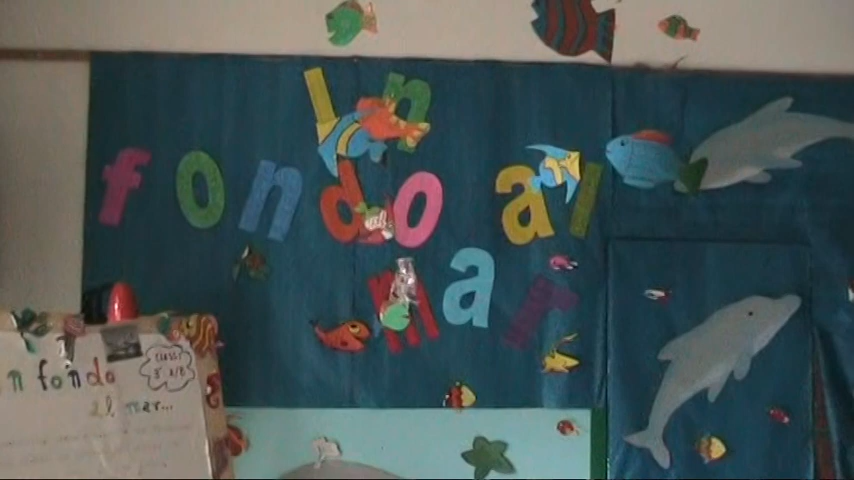 In
fondo al
mar
n fondo
al mar...
CLASSI
3° A/B